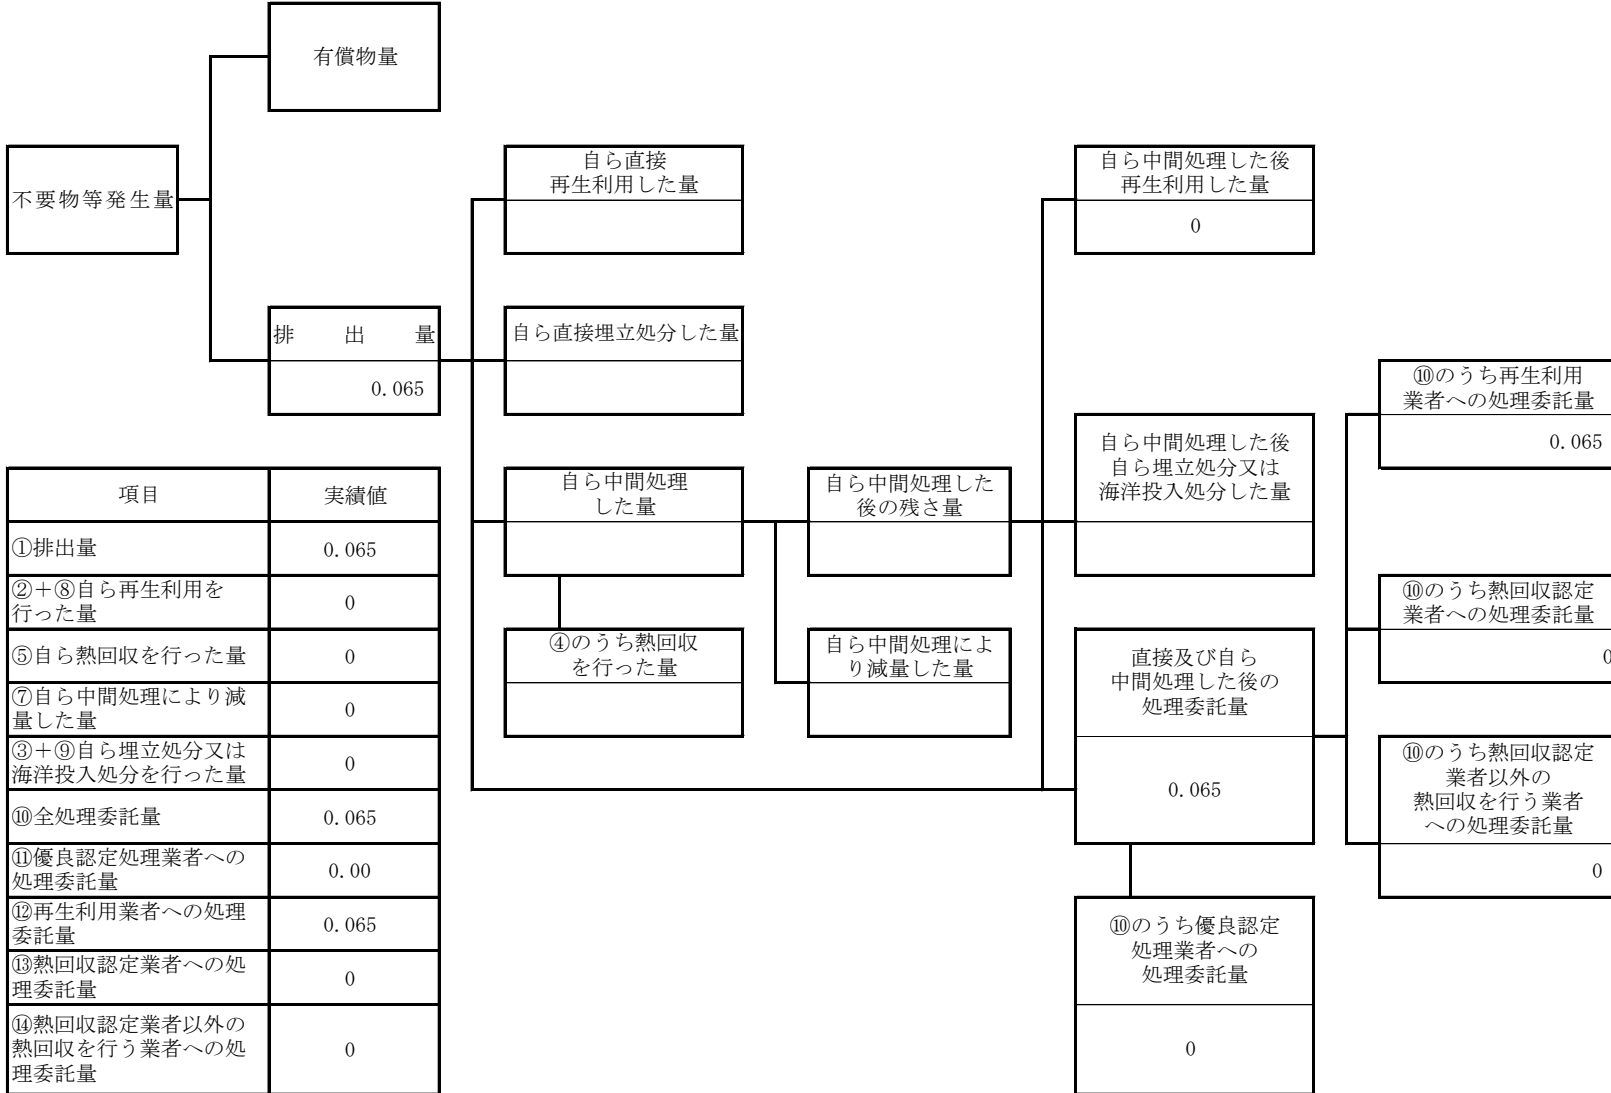 有償物量
不要物等発生量
自ら直接
再生利用した量
自ら中間処理した後
再生利用した量
0
排 出 量
0.065
自ら直接埋立処分した量
⑩のうち再生利用
業者への処理委託量
0.065
自ら中間処理した後
自ら埋立処分又は
海洋投入処分した量
自ら中間処理
した量
自ら中間処理した
後の残さ量
⑩のうち熱回収認定
業者への処理委託量
0
④のうち熱回収
を行った量
自ら中間処理によ
り減量した量
直接及び自ら
中間処理した後の
処理委託量
0.065
⑩のうち熱回収認定
業者以外の
熱回収を行う業者
への処理委託量
0
⑩のうち優良認定
処理業者への
処理委託量
0
項目 実績値
①排出量 0.065
②+⑧自ら再生利用を
行った量 0
⑤自ら熱回収を行った量 0
⑦自ら中間処理により減
量した量 0
③+⑨自ら埋立処分又は
海洋投入処分を行った量 0
⑩全処理委託量 0.065
⑪優良認定処理業者への
処理委託量 0.00
⑫再生利用業者への処理
委託量 0.065
⑬熱回収認定業者への処
理委託量 0
⑭熱回収認定業者以外の
熱回収を行う業者への処
理委託量 0